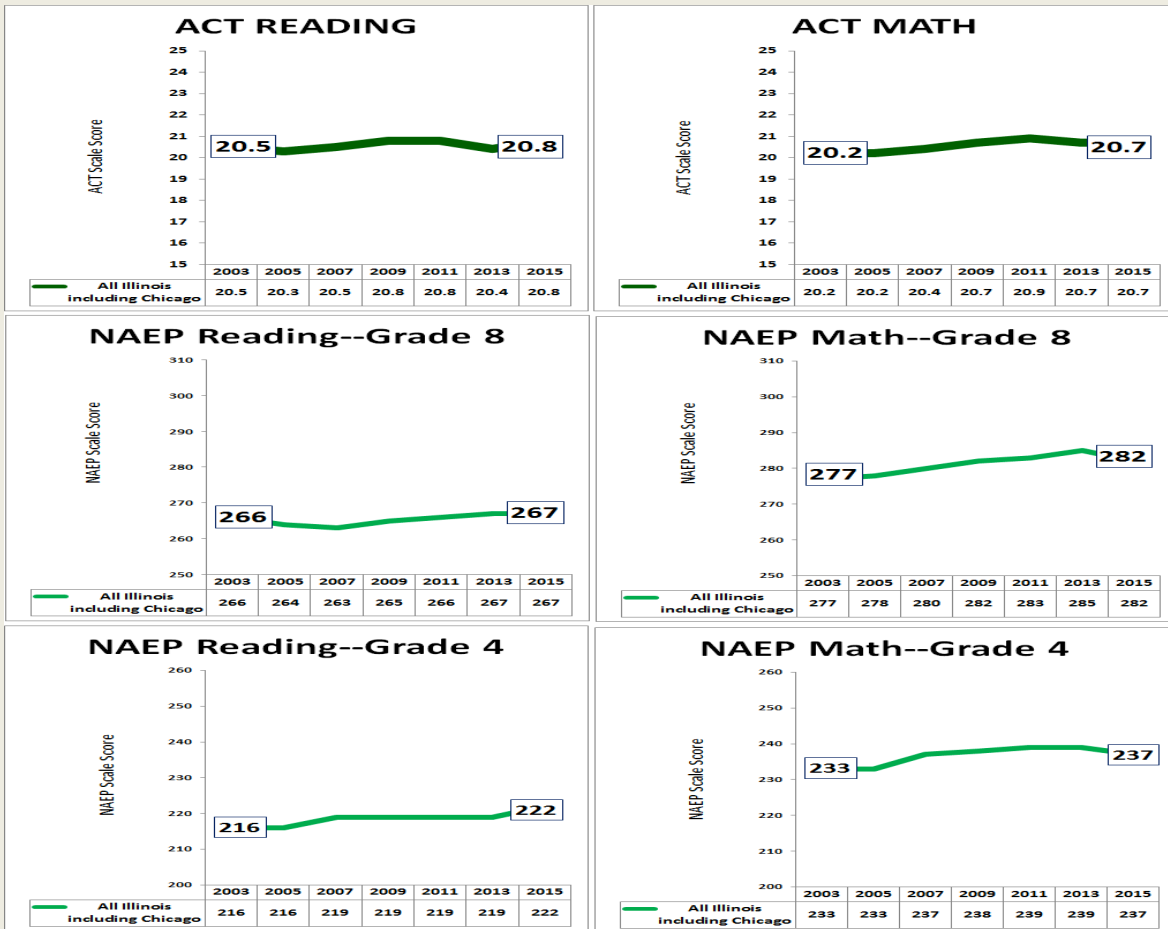 ACT READING
25
24
23
22
21
20
19
18
17
16
15
ACT Scale Score
20.5
20.8
2003 2005 2007 2009 2011 2013 2015
All Illinois
including Chicago
20.5 20.3 20.5 20.8 20.8 20.4 20.8
ACT MATH
25
24
23
22
21
20
19
18
17
16
15
ACT Scale Score
20.2
20.7
2003 2005 2007 2009 2011 2013 2015
All Illinois
including Chicago
20.2 20.2 20.4 20.7 20.9 20.7 20.7
NAEP Reading--Grade 8
310
300
290
280
270
260
250
NAEP Scale Score
266
267
2003 2005 2007 2009 2011 2013 2015
All Illinois
including Chicago
266 264 263 265 266 267 267
NAEP Math--Grade 8
310
300
290
280
270
260
250
NAEP Scale Score
277
282
2003 2005 2007 2009 2011 2013 2015
All Illinois
including Chicago
277 278 280 282 283 285 282
NAEP Reading--Grade 4
260
250
240
230
220
210
200
NAEP Scale Score
216
222
2003 2005 2007 2009 2011 2013 2015
All Illinois
including Chicago
216 216 219 219 219 219 222
NAEP Math--Grade 4
260
250
240
230
220
210
200
NAEP Scale Score
233
237
2003 2005 2007 2009 2011 2013 2015
All Illinois
including Chicago
233 233 237 238 239 239 237